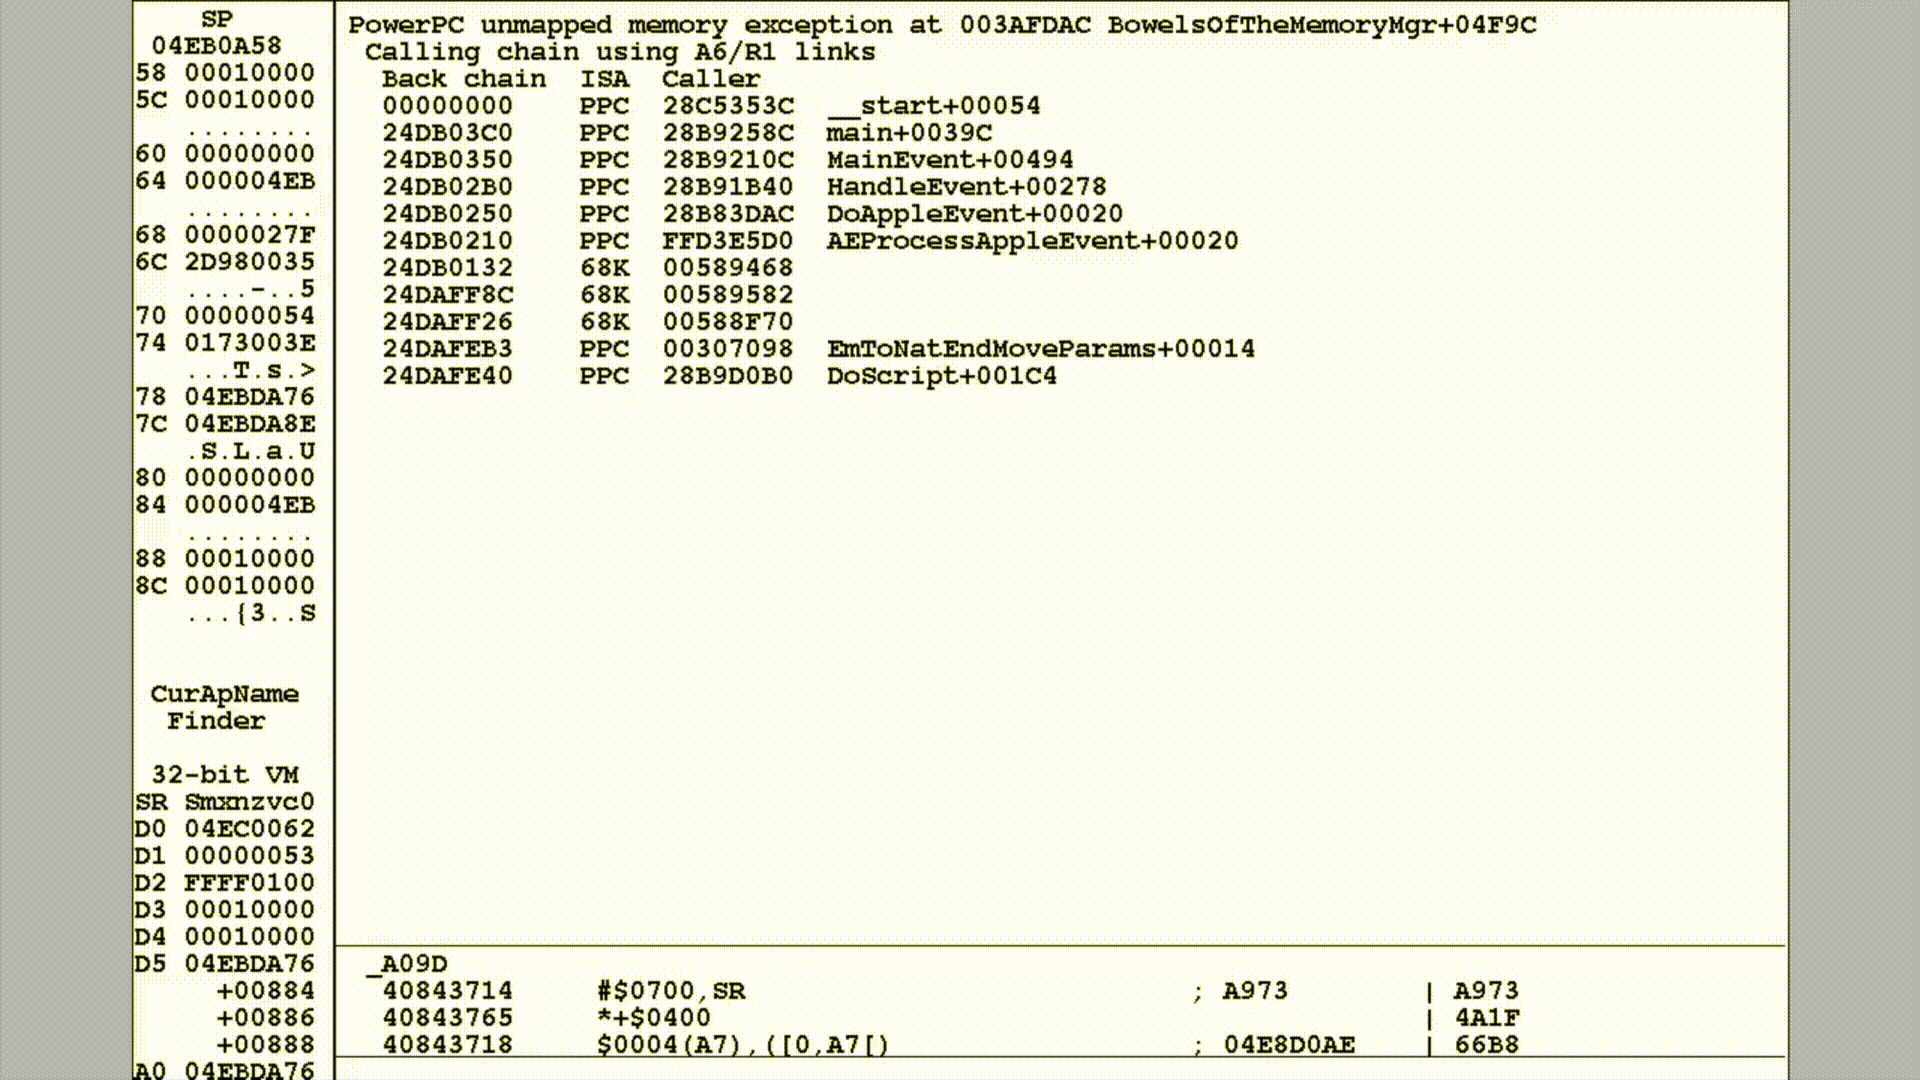 SP
04EB0A58
58 00010000
5C 00010000
........
60 00000000
64 000004EB
........
68 0000027F
6C 2D980035
....-..5
70 00000054
74 0173003E
...T.s.>
78 04EBDA76
7C 04EBDA8E
.S.L.a.U
80 00000000
84 000004EB
........
88 00010000
8C 00010000
...{3..S
CurApName
Finder
32-bit VM
SR Smxnzvc0
D0 04EC0062
D1 00000053
D2 FFFF0100
D3 00010000
D4 00010000
D5 04EBDA76
PowerPC unmapped memory exception at 003AFDAC BowelsOfTheMemoryMgr+04F9C
Calling chain using A6/R1 links
Back chain ISA Caller
00000000 PPC 28C5353C __start+00054
24DB03C0 PPC 28B9258C main+0039C
24DB0350 PPC 28B9210C MainEvent+00494
24DB02B0 PPC 28B91B40 HandleEvent+00278
24DB0250 PPC 28B83DAC DoAppleEvent+00020
24DB0210 PPC FFD3E5D0 AEProcessAppleEvent+00020
24DB0132 68K 00589468
24DAFF8C 68K 00589582
24DAFF26 68K 00588F70
24DAFEB3 PPC 00307098 EmToNatEndMoveParams+00014
24DAFE40 PPC 28B9D0B0 DoScript+001C4
_A09D
+00884 40843714 #$0700,SR ; A973 | A973
+00886 40843765 *+$0400 | 4A1F
+00888 40843718 $0004(A7),([0,A7[) ; 04E8D0AE | 66B8
A0 04EBDA76